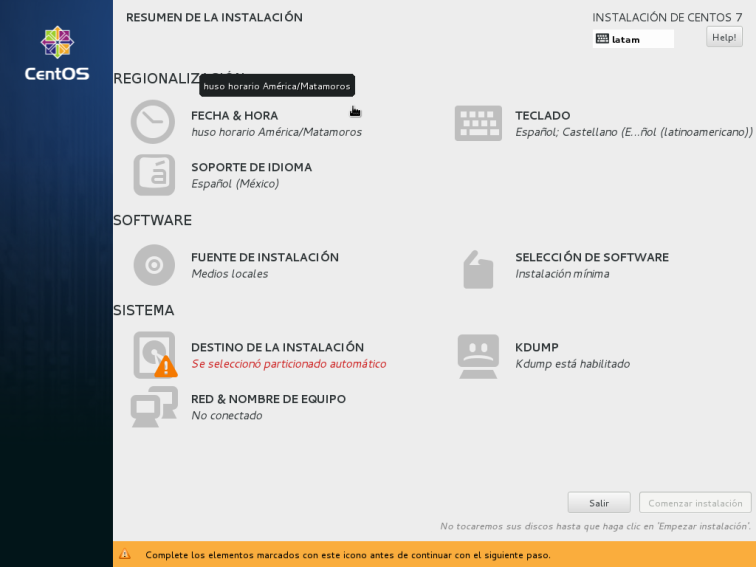 RESUMEN DE LA INSTALACIÓN
INSTALACIÓN DE CENTOS 7
latam
Help!
CentOS
REGIONALIZACIÓN
huso horario América/Matamoros
FECHA & HORA
huso horario América/Matamoros
TECLADO
Español; Castellano (E...ñol (latinoamericano))
SOPORTE DE IDIOMA
Español (México)
SOFTWARE
FUENTE DE INSTALACIÓN
Medios locales
SELECCIÓN DE SOFTWARE
Instalación mínima
SISTEMA
DESTINO DE LA INSTALACIÓN
Se seleccionó particionado automático
KDUMP
Kdump está habilitado
RED & NOMBRE DE EQUIPO
No conectado
Salir
Comenzar instalación
No tocaremos sus discos hasta que haga clic en 'Empezar instalación'.
Complete los elementos marcados con este icono antes de continuar con el siguiente paso.